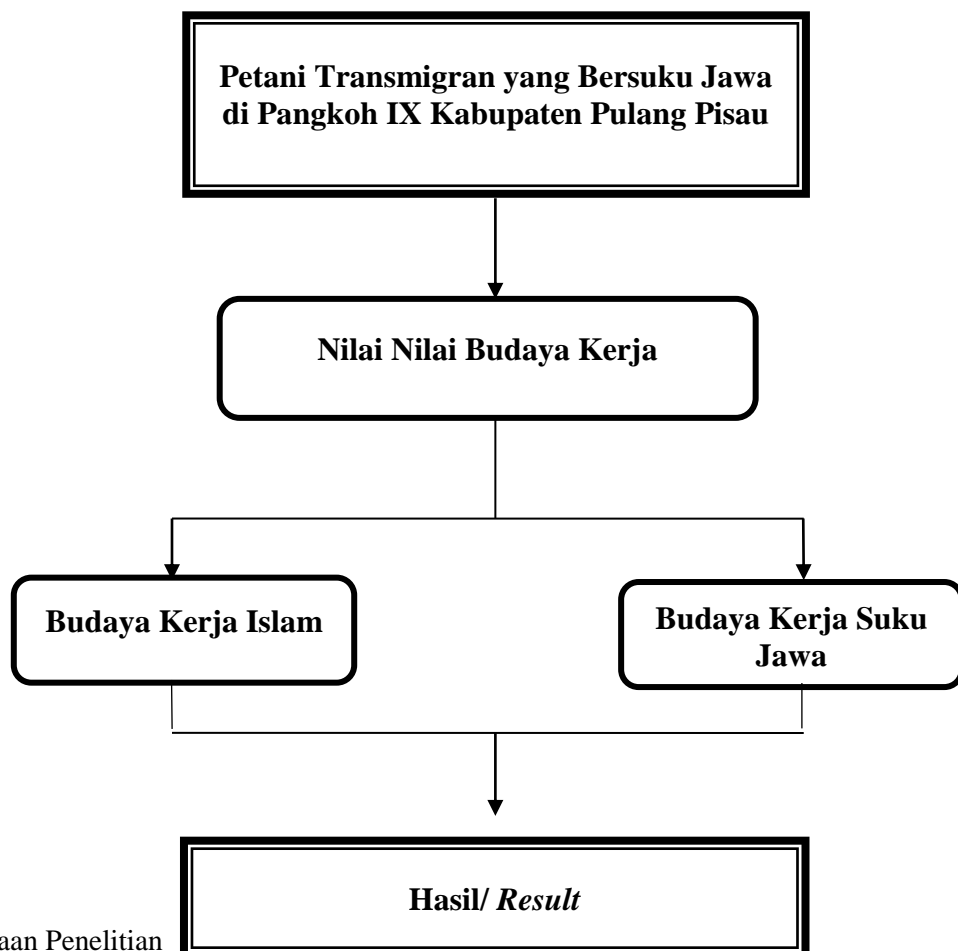 Petani Transmigran yang Bersuku Jawa
di Pangkoh IX Kabupaten Pulang Pisau
Nilai Nilai Budaya Kerja
Budaya Kerja Islam
Budaya Kerja Suku
Jawa
Hasil/ Result
Penelitian